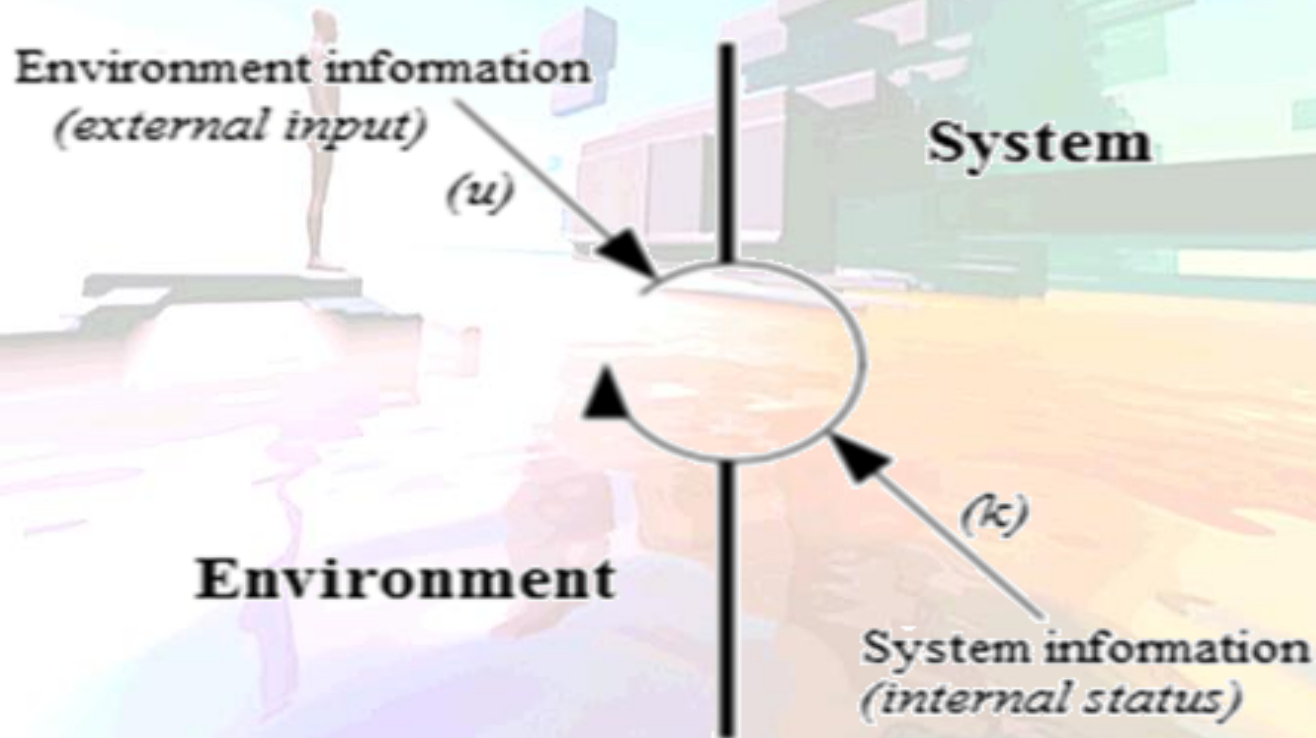 Environment information
(external input)
(u)
System
(k)
Environment
System information
(internal status)